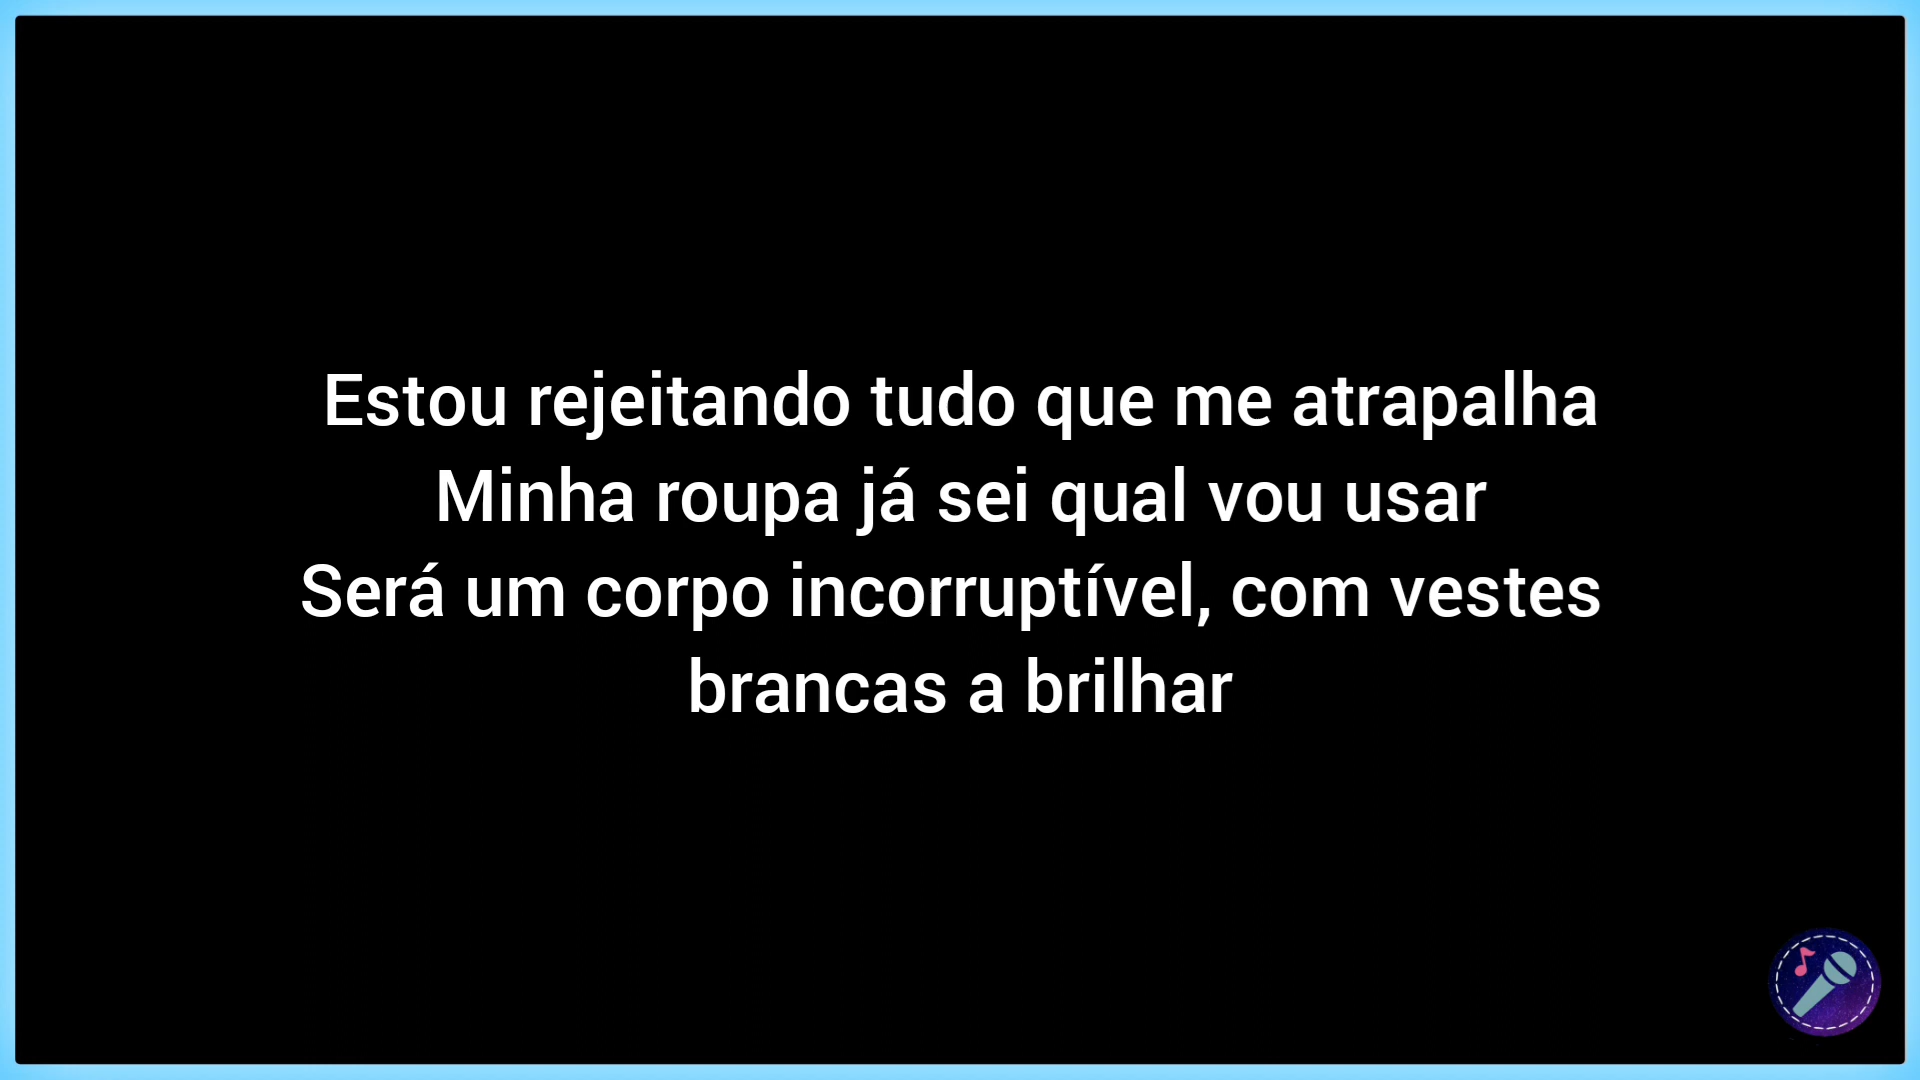 Estou rejeitando tudo que me atrapalha
Minha roupa já sei qual vou usar
Será um corpo incorruptível, com vestes
brancas a brilhar